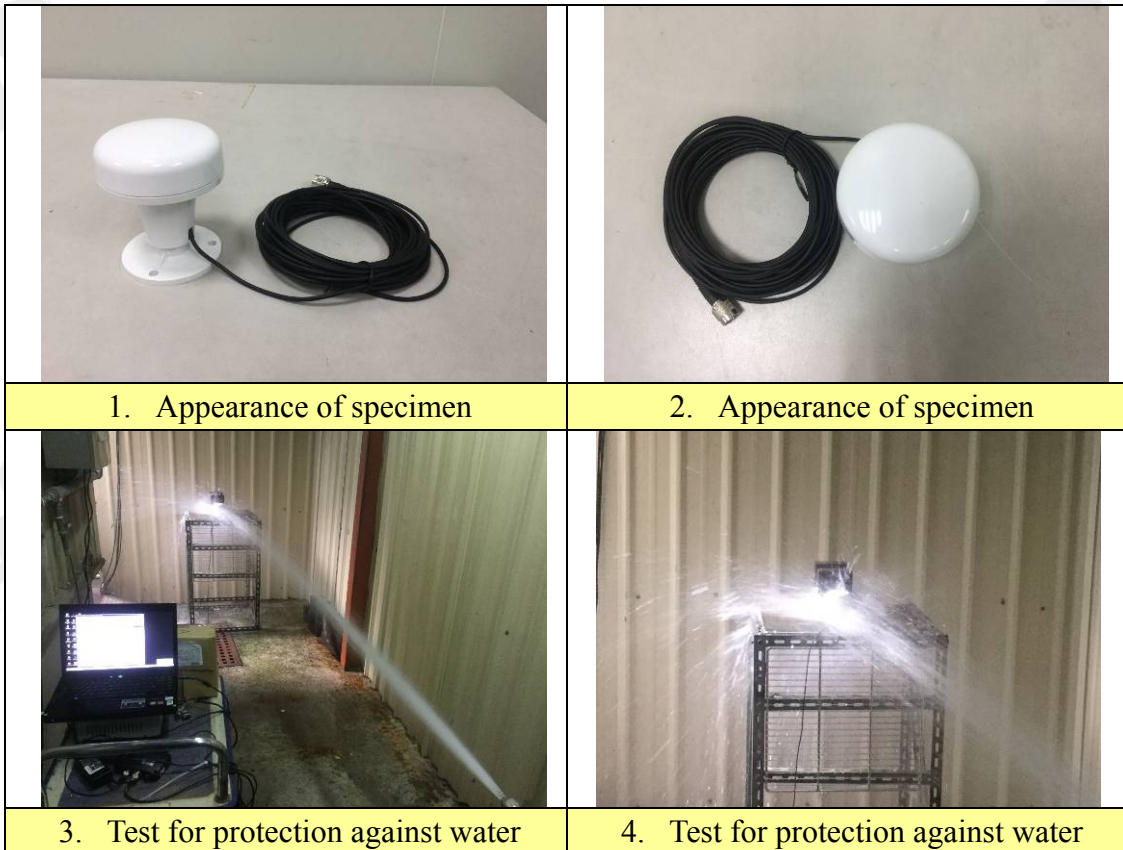 1. Appearance of specimen
2. Appearance of specimen
3. Test for protection against water
4. Test for protection against water